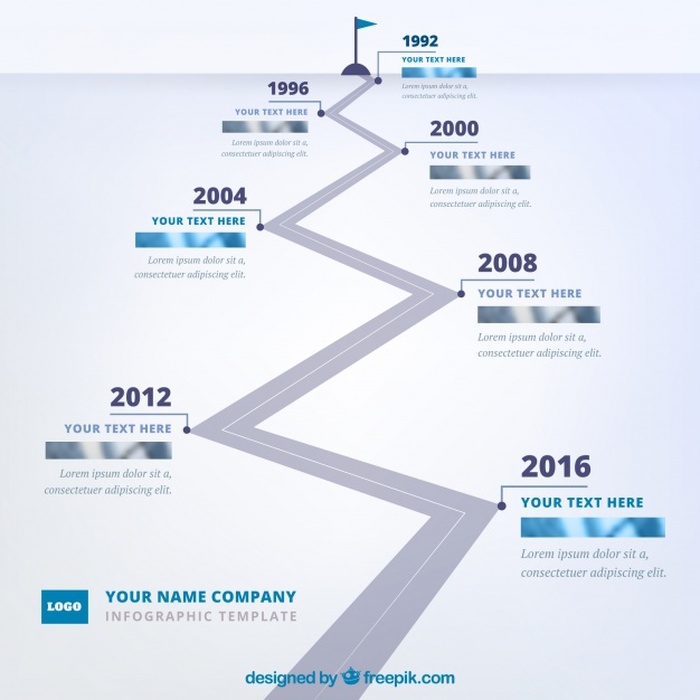 1992
YOUR TEXT HERE
Lorem ipsum dolor sit a,
consectetuer adipiscing elit.
1996
YOUR TEXT HERE
Lorem ipsum dolor sit a,
consectetuer adipiscing elit.
2000
YOUR TEXT HERE
Lorem ipsum dolor sit a,
consectetuer adipiscing elit.
2004
YOUR TEXT HERE
Lorem ipsum dolor sit a,
consectetuer adipiscing elit.
2008
YOUR TEXT HERE
Lorem ipsum dolor sit a,
consectetuer adipiscing elit.
2012
YOUR TEXT HERE
Lorem ipsum dolor sit a,
consectetuer adipiscing elit.
2016
YOUR TEXT HERE
Lorem ipsum dolor sit a,
consectetuer adipiscing elit.
LOGO
YOUR NAME COMPANY
INFOGRAPHIC TEMPLATE
designed by freepik.com